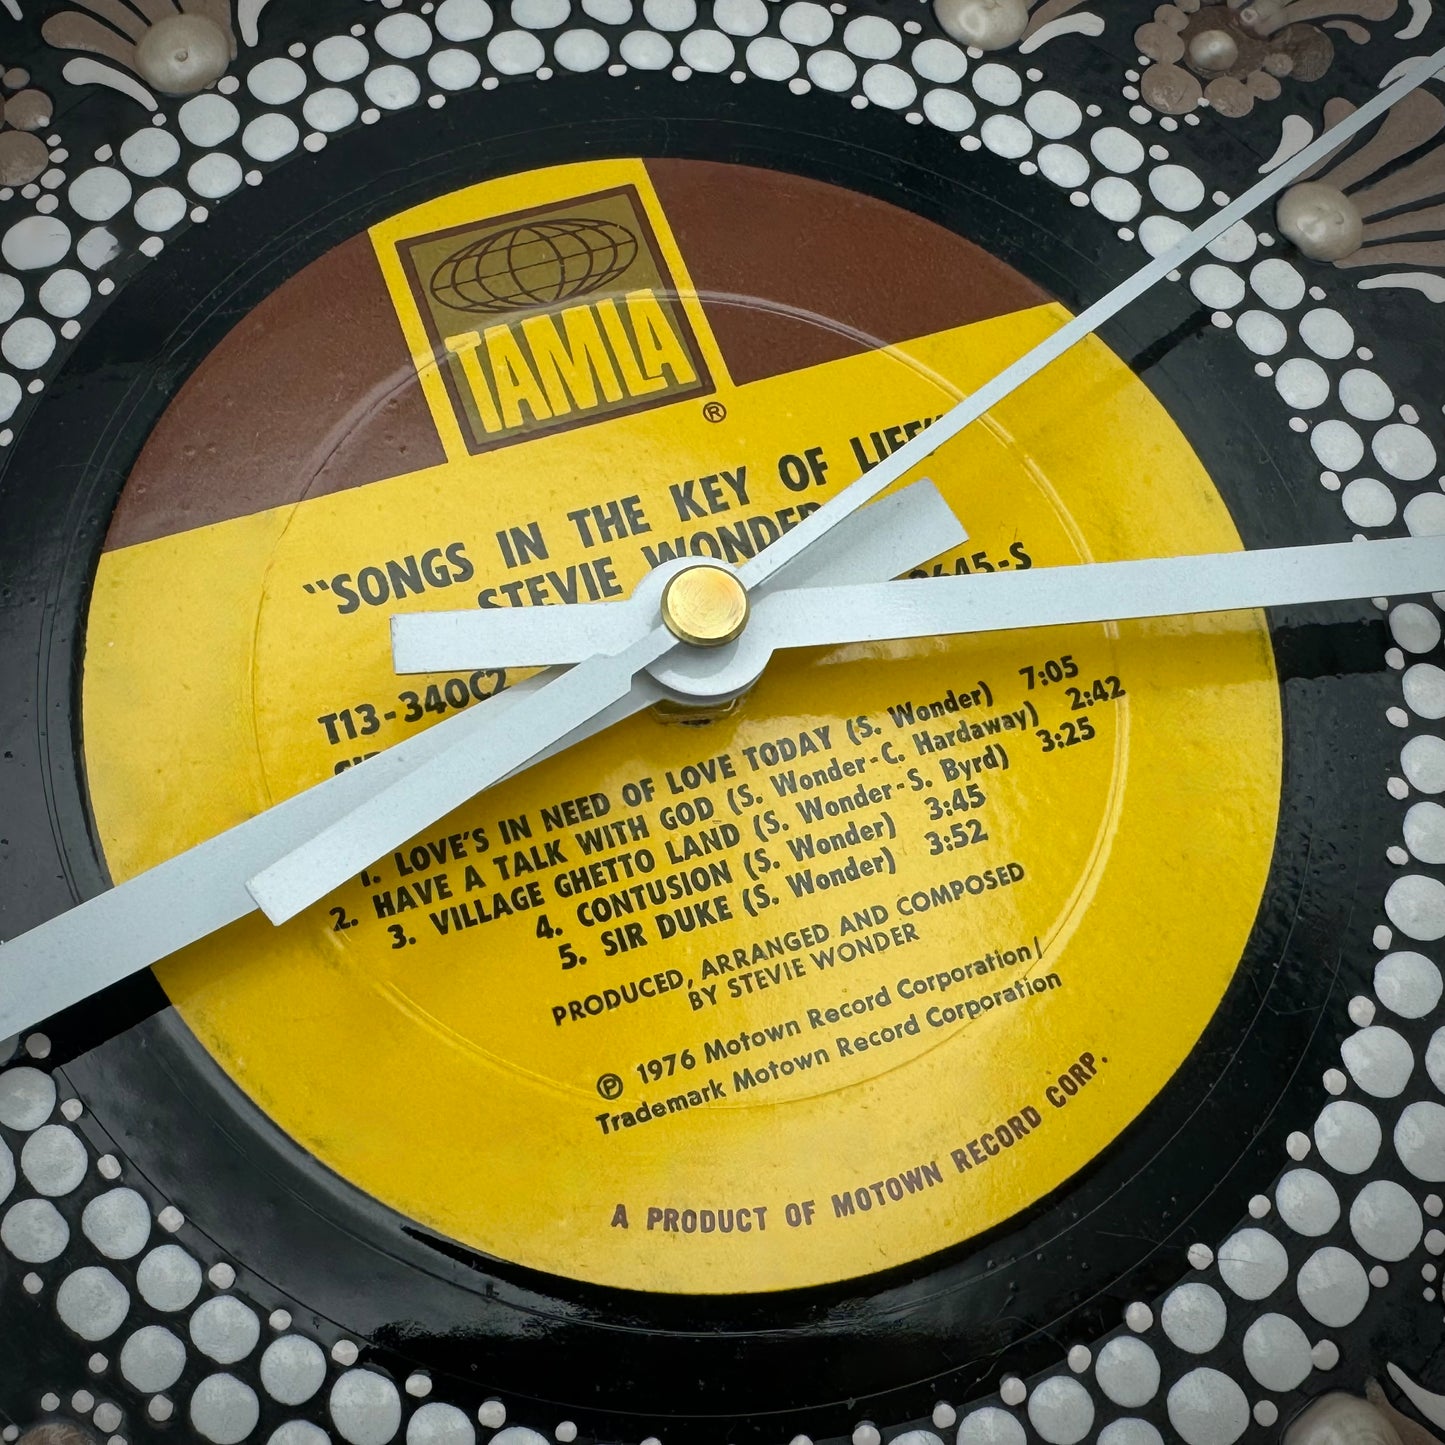 TAMLA
®
"SONGS IN THE KEY OF LIFE"
STEVIE WONDER
T13-340C2
2645-S
1. LOVE'S IN NEED OF LOVE TODAY (S. Wonder) 7:05
2. HAVE A TALK WITH GOD (S. Wonder-C. Hardaway) 2:42
3. VILLAGE GHETTO LAND (S. Wonder-S. Byrd) 3:25
4. CONTUSION (S. Wonder) 3:45
5. SIR DUKE (S. Wonder) 3:52
PRODUCED, ARRANGED AND COMPOSED
BY STEVIE WONDER
℗ 1976 Motown Record Corporation/
Trademark Motown Record Corporation
A PRODUCT OF MOTOWN RECORD CORP.